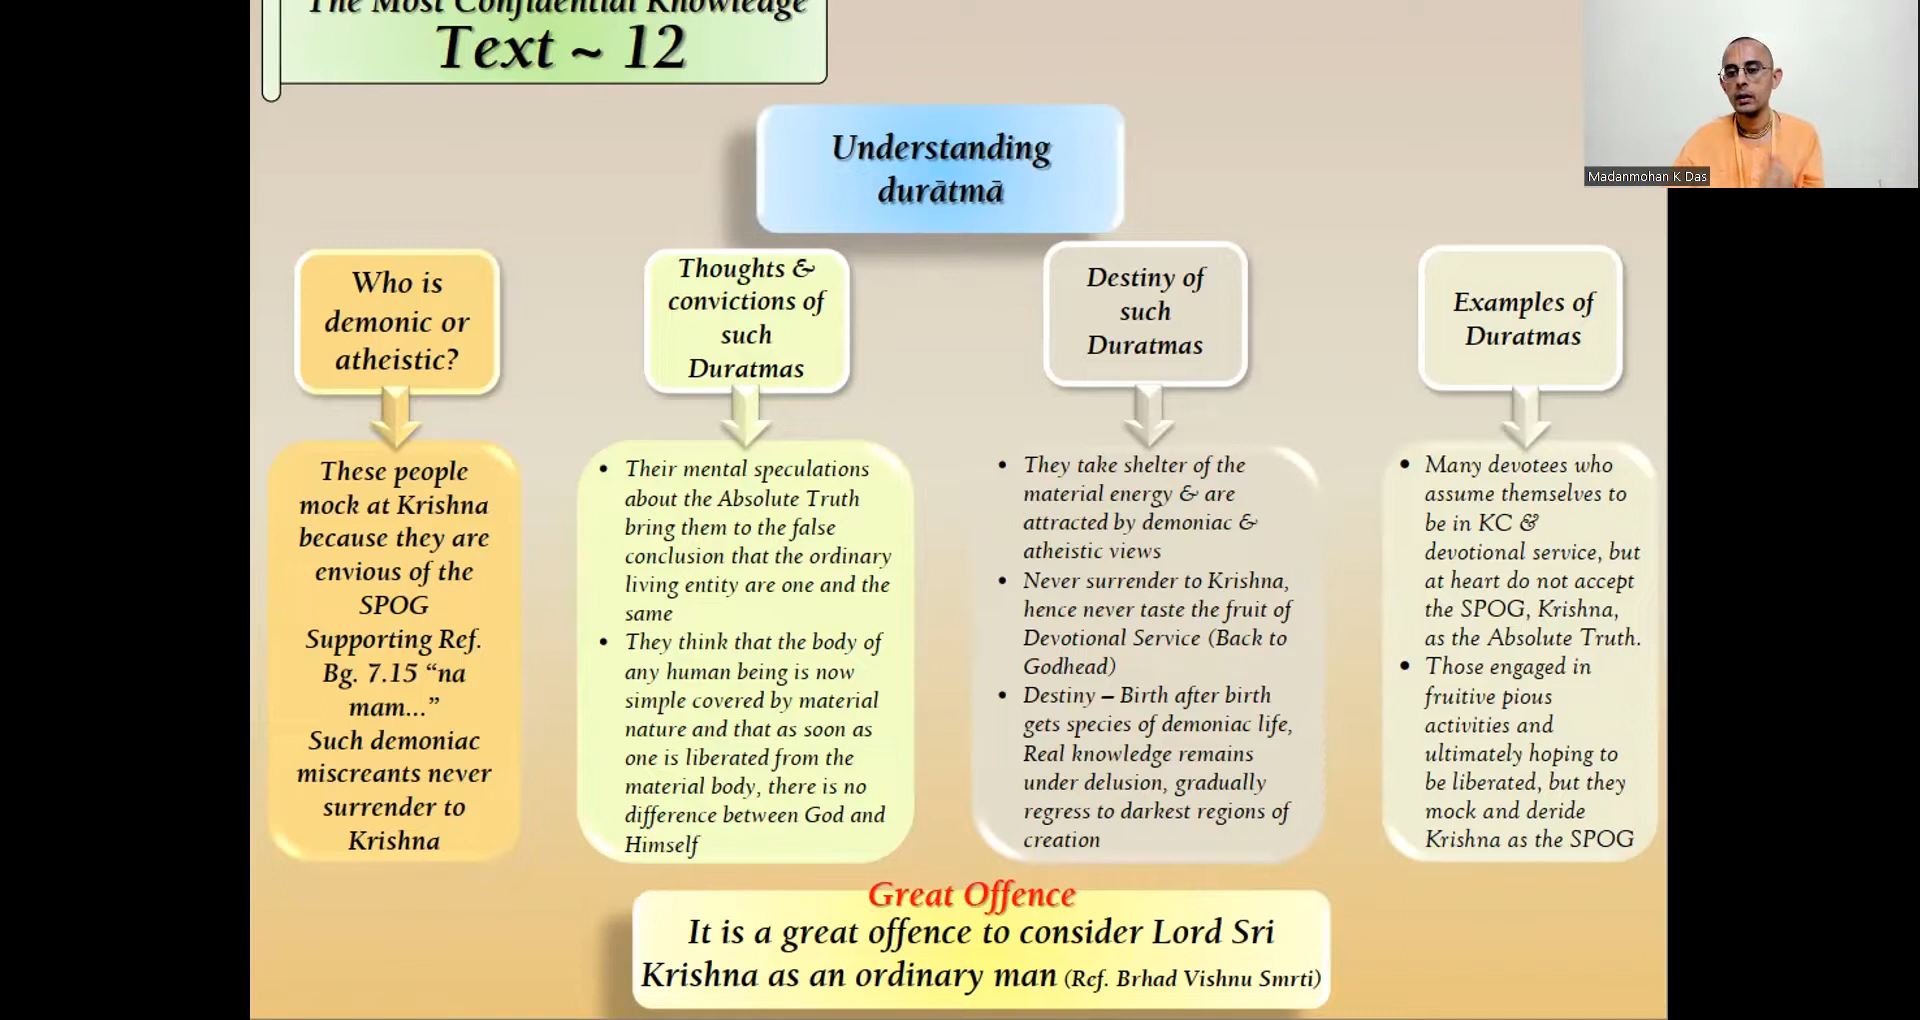 The Most Confidential Knowledge
Text ~ 12
Madanmohan K Das
Understanding
durātmā
Who is
demonic or
atheistic?
These people
mock at Krishna
because they are
envious of the
SPOG
Supporting Ref.
Bg. 7.15 “na
mam...”
Such demoniac
miscreants never
surrender to
Krishna
Thoughts &
convictions of
such
Duratmas
• Their mental speculations
about the Absolute Truth
bring them to the false
conclusion that the ordinary
living entity are one and the
same
• They think that the body of
any human being is now
simple covered by material
nature and that as soon as
one is liberated from the
material body, there is no
difference between God and
Himself
Destiny of
such
Duratmas
• They take shelter of the
material energy & are
attracted by demoniac &
atheistic views
• Never surrender to Krishna,
hence never taste the fruit of
Devotional Service (Back to
Godhead)
• Destiny – Birth after birth
gets species of demoniac life,
Real knowledge remains
under delusion, gradually
regress to darkest regions of
creation
Examples of
Duratmas
• Many devotees who
assume themselves to
be in KC &
devotional service, but
at heart do not accept
the SPOG, Krishna,
as the Absolute Truth.
• Those engaged in
fruitive pious
activities and
ultimately hoping to
be liberated, but they
mock and deride
Krishna as the SPOG
Great Offence
It is a great offence to consider Lord Sri
Krishna as an ordinary man (Ref. Brhad Vishnu Smrti)